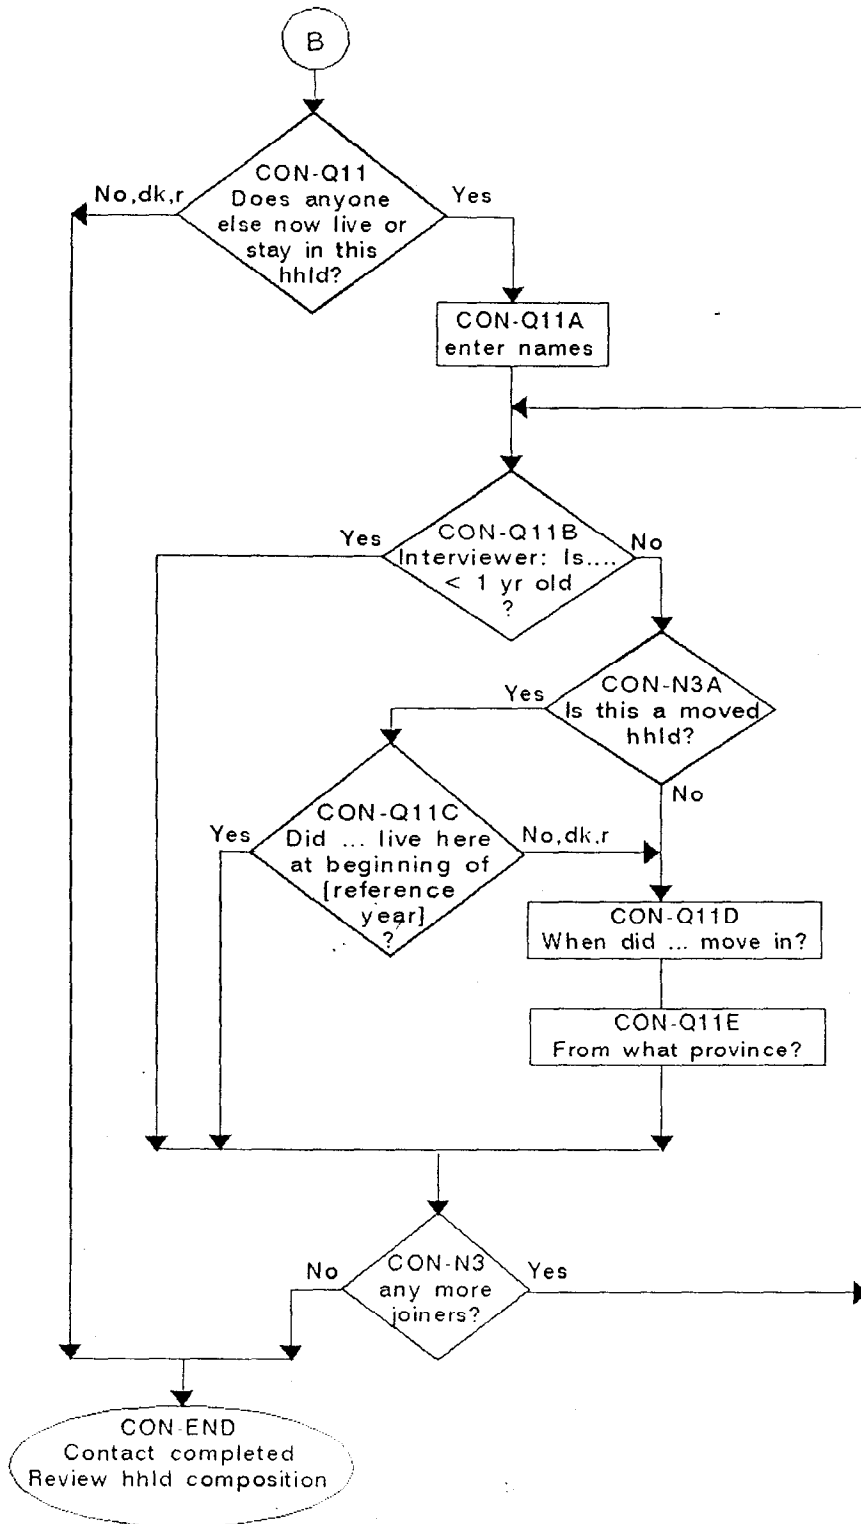 B
CON-Q11
Does anyone
else now live or
stay in this
hhld?
No,dk,r
Yes
CON-Q11A
enter names
CON-Q11B
Interviewer: Is....
< 1 yr old
?
Yes
No
CON-N3A
Is this a moved
hhld?
Yes
No
CON-Q11C
Did ... live here
at beginning of
[reference
year]
?
Yes
No,dk,r
CON-Q11D
When did ... move in?
CON-Q11E
From what province?
CON-N3
any more
joiners?
No
Yes
CON-END
Contact completed
Review hhld composition